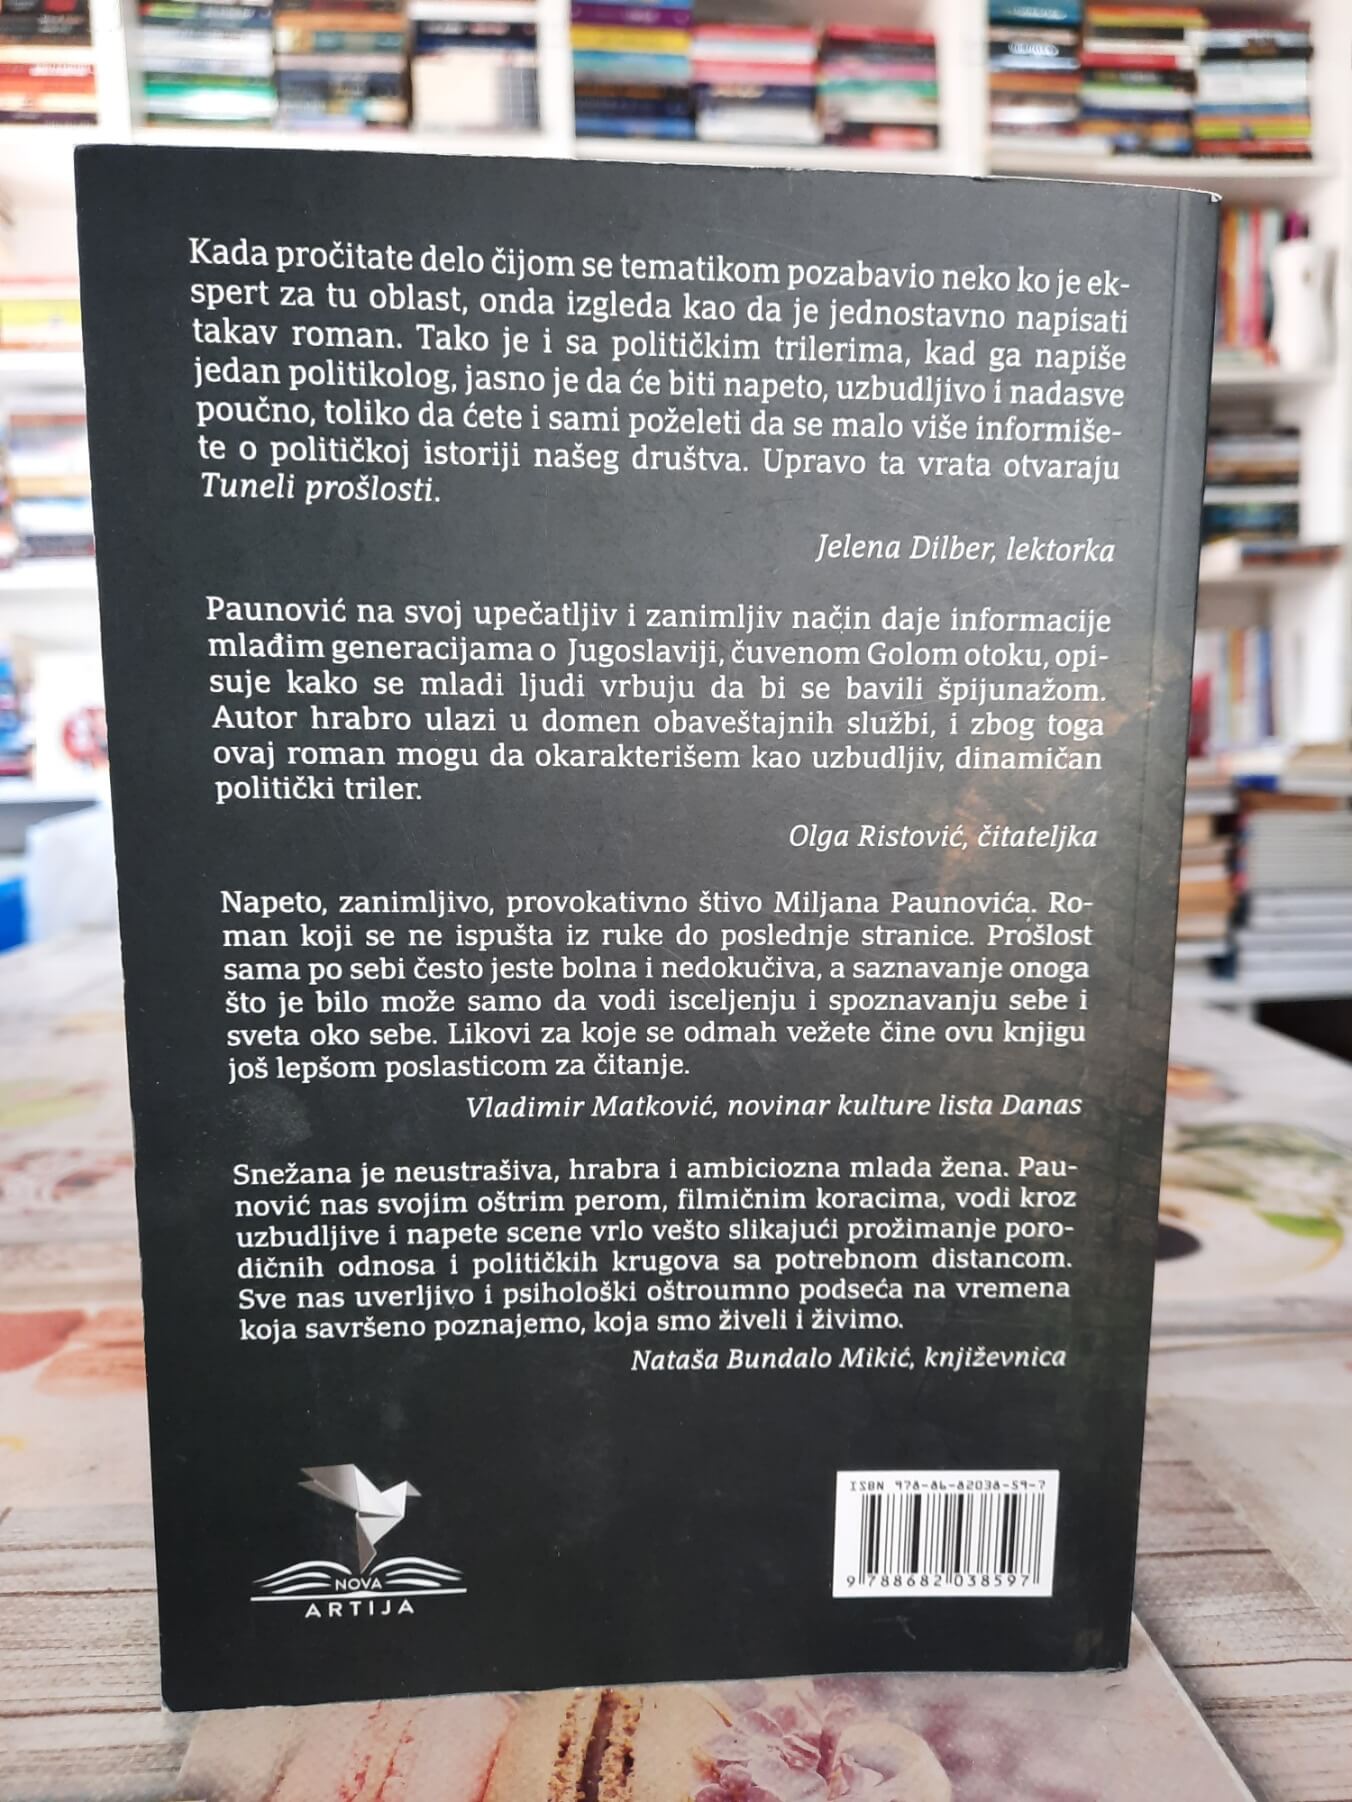 Kada pročitate delo čijom se tematikom pozabavio neko ko je ek-
spert za tu oblast, onda izgleda kao da je jednostavno napisati
takav roman. Tako je i sa političkim trilerima, kad ga napiše
jedan politikolog, jasno je da će biti napeto, uzbudljivo i nadasve
poučno, toliko da ćete i sami poželeti da se malo više informiše-
te o političkoj istoriji našeg društva. Upravo ta vrata otvaraju
Tuneli prošlosti.
Jelena Dilber, lektorka
Paunović na svoj upečatljiv i zanimljiv način daje informacije
mlađim generacijama o Jugoslaviji, čuvenom Golom otoku, opi-
suje kako se mladi ljudi vrbuju da bi se bavili špijunažom.
Autor hrabro ulazi u domen obaveštajnih službi, i zbog toga
ovaj roman mogu da okarakterišem kao uzbudljiv, dinamičan
politički triler.
Olga Ristović, čitateljka
Napeto, zanimljivo, provokativno štivo Miljana Paunovića. Ro-
man koji se ne ispušta iz ruke do poslednje stranice. Prošlost
sama po sebi često jeste bolna i nedokučiva, a saznavanje onoga
što je bilo može samo da vodi isceljenju i spoznavanju sebe i
sveta oko sebe. Likovi za koje se odmah vežete čine ovu knjigu
još lepšom poslasticom za čitanje.
Vladimir Matković, novinar kulture lista Danas
Snežana je neustrašiva, hrabra i ambiciozna mlada žena. Pau-
nović nas svojim oštrim perom, filmičnim koracima, vodi kroz
uzbudljive i napete scene vrlo vešto slikajući prožimanje poro-
dičnih odnosa i političkih krugova sa potrebnom distancom.
Sve nas uverljivo i psihološki oštroumno podseća na vremena
koja savršeno poznajemo, koja smo živeli i živimo.
Nataša Bundalo Mikić, književnica
NOVA
ARTIJA
ISBN 978-86-82038-59-7
9 788682 038597